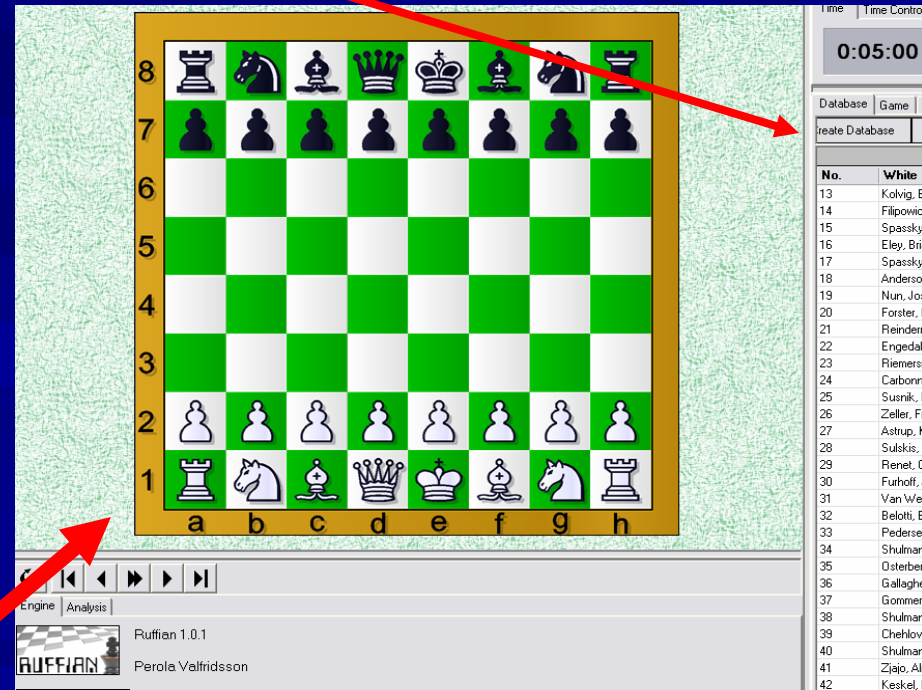 Time Time Contro
0:05:00
8
7
6
5
4
3
2
1
a b c d e f g h
Database Game
reate Database
No. White
13 Kolvig, E
14 Filipowic
15 Spassky
16 Eley, Bri
17 Spassky
18 Anderso
19 Nun, Jos
20 Forster,
21 Reinderr
22 Engedal
23 Riemers
24 Carbonn
25 Susnik,
26 Zeller, F
27 Astrup, K
28 Sulskis,
29 Renet, O
30 Furhoff,
31 Van We
32 Belotti, B
33 Pederse
34 Shulmar
35 Osterber
36 Gallaghe
37 Gommer
38 Shulmar
39 Chehlov
40 Shulmar
41 Zjajo, Al
42 Keskel,
Engine Analysis
RUFFIAN
Ruffian 1.0.1
Perola Valfridsson